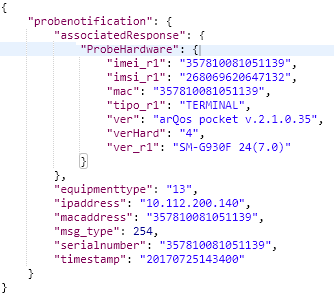 {
    "probenotification": {
        "associatedResponse": {
            "ProbeHardware": {
                "imei_r1": "357810081051139",
                "imsi_r1": "268069620647132",
                "mac": "357810081051139",
                "tipo_r1": "TERMINAL",
                "ver": "arQos pocket v.2.1.0.35",
                "verHard": "4",
                "ver_r1": "SM-G930F 24(7.0)"
            }
        },
        "equipmenttype": "13",
        "ipaddress": "10.112.200.140",
        "macaddress": "357810081051139",
        "msg_type": 254,
        "serialnumber": "357810081051139",
        "timestamp": "20170725143400"
    }
}